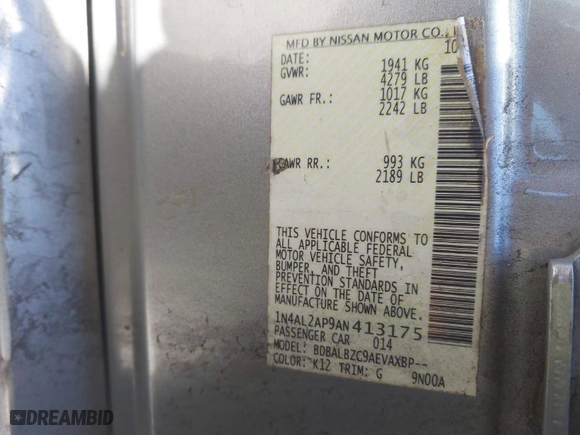 MFD BY NISSAN MOTOR CO.,
DATE: 10
GVWR: 1941 KG
4279 LB
GAWR FR.: 1017 KG
2242 LB
GAWR RR.: 993 KG
2189 LB
THIS VEHICLE CONFORMS TO
ALL APPLICABLE FEDERAL
MOTOR VEHICLE SAFETY,
BUMPER, AND THEFT
PREVENTION STANDARDS IN
EFFECT ON THE DATE OF
MANUFACTURE SHOWN ABOVE.
1N4AL2AP9AN413175
PASSENGER CAR 014
MODEL: BDBALBZC9AEVAXBP--
COLOR: K12 TRIM: G 9N00A
DREAMBID